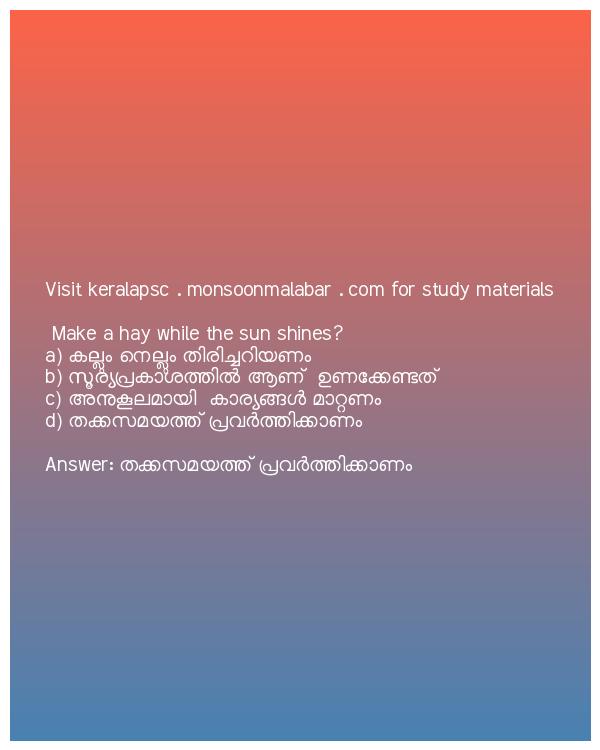 Visit keralapsc . monsoonmalabar . com for study materials
Make a hay while the sun shines?
a) കല്ലും നെല്ലും തിരിച്ചറിയണം
b) സൂര്യപ്രകാശത്തിൽ ആണ് ഉണക്കേണ്ടത്
c) അനുകൂലമായി കാര്യങ്ങൾ മാറ്റണം
d) തക്കസമയത്ത് പ്രവർത്തിക്കാണം
Answer: തക്കസമയത്ത് പ്രവർത്തിക്കാണം